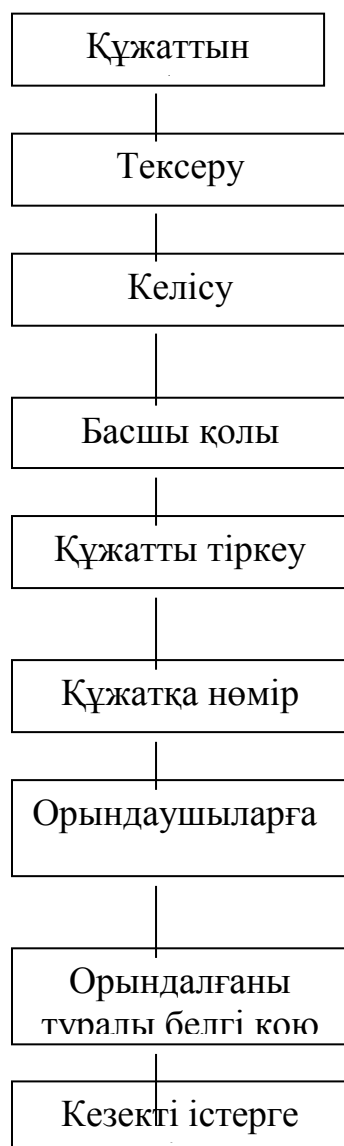 Құжаттын
Тексеру
Келісу
Басшы қолы
Құжатты тіркеу
Құжатқа нөмір
Орындаушыларға
Орындалғаны
туралы белгі қою
Кезекті істерге